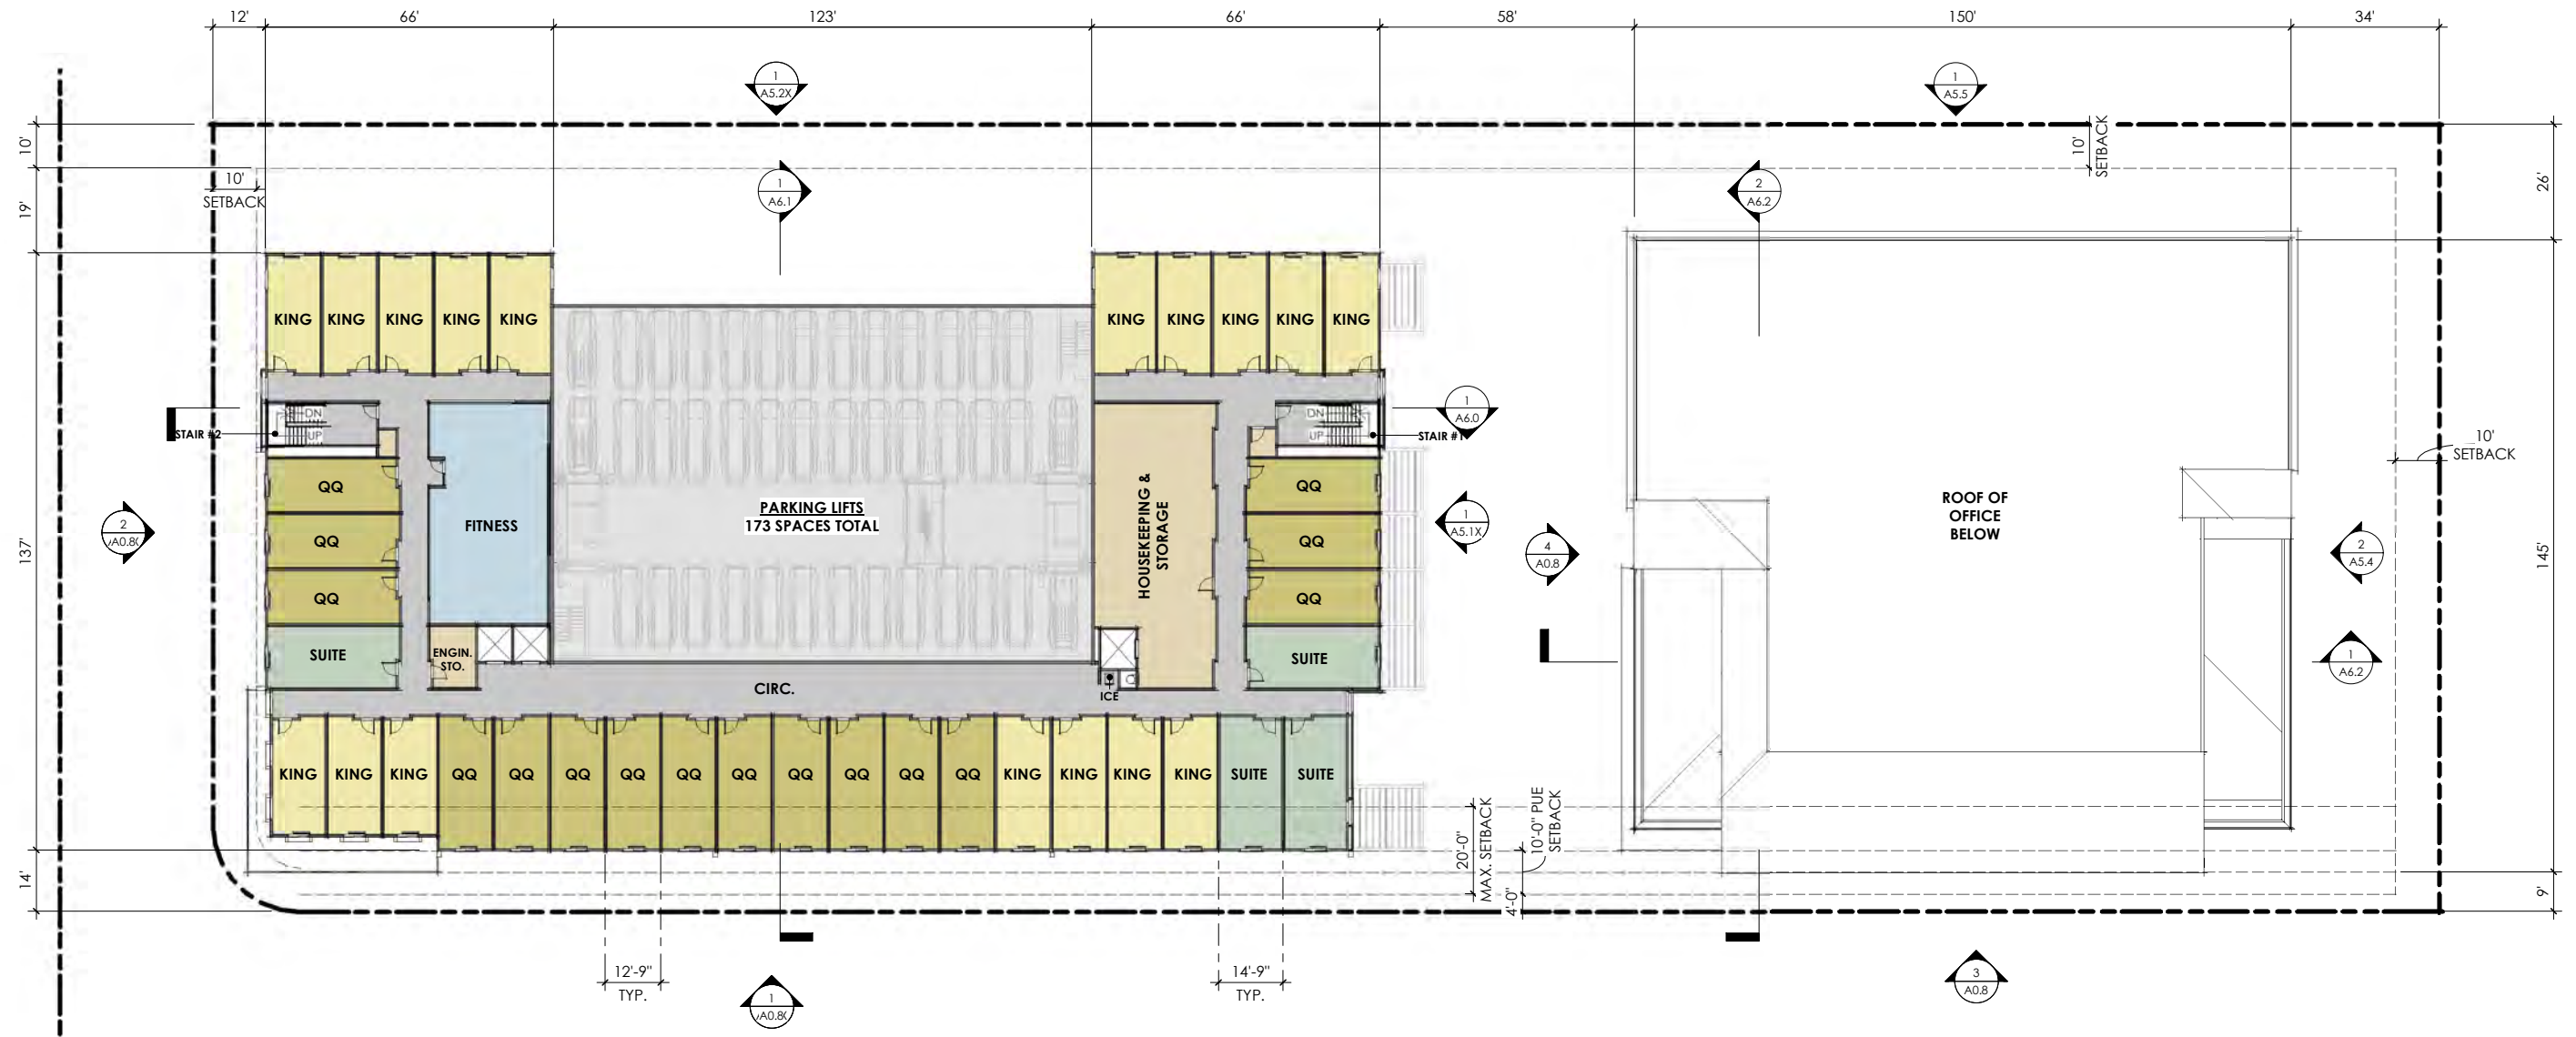 12'
66'
123'
66'
58'
150'
34'
1
A5.2X
1
A5.5
10'
10'
SETBACK
1
A6.1
2
A6.2
10'
SETBACK
19'
26'
KING
KING
KING
KING
KING
KING
KING
KING
KING
KING
DN
UP
STAIR #2
DN
UP
STAIR #1
1
A6.0
10'
SETBACK
QQ
QQ
QQ
SUITE
FITNESS
ENGIN.
STO.
PARKING LIFTS
173 SPACES TOTAL
HOUSEKEEPING &
STORAGE
QQ
QQ
QQ
SUITE
1
A5.1X
4
A0.8
ROOF OF
OFFICE
BELOW
2
A5.4
1
A6.2
2
137'
145'
CIRC.
ICE
KING
KING
KING
QQ
QQ
QQ
QQ
QQ
QQ
QQ
QQ
QQ
QQ
KING
KING
KING
KING
SUITE
SUITE
20'-0"
MAX. SETBACK
10'-0" PUE
SETBACK
4'-0"
14'
9'
12'-9"
TYP.
14'-9"
TYP.
1
3
A0.8